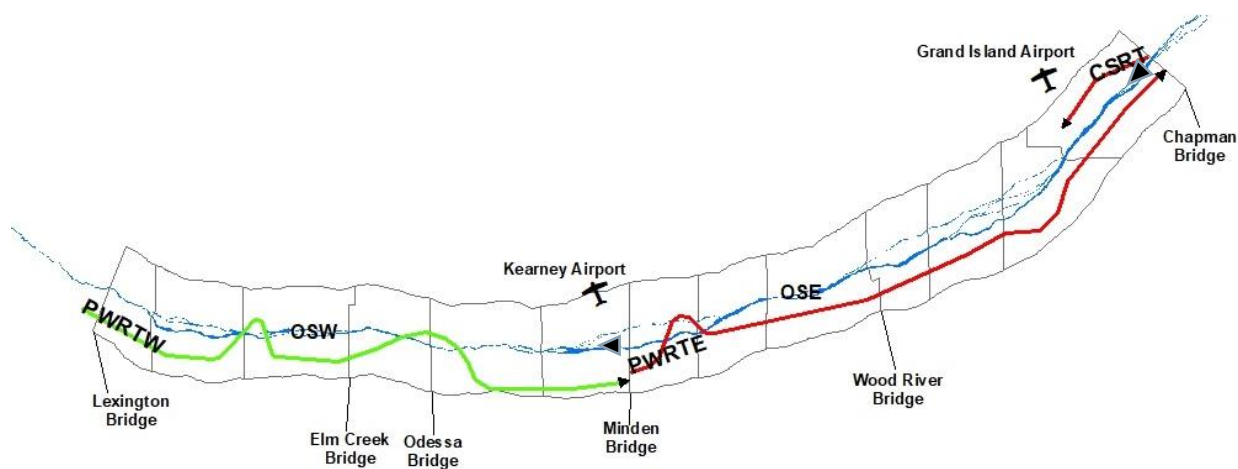 Grand Island Airport
CSRT
Chapman
Bridge
Kearney Airport
OSE
PWRTW
OSW
PWRTE
Wood River
Bridge
Lexington
Bridge
Elm Creek
Bridge
Odessa
Bridge
Minden
Bridge